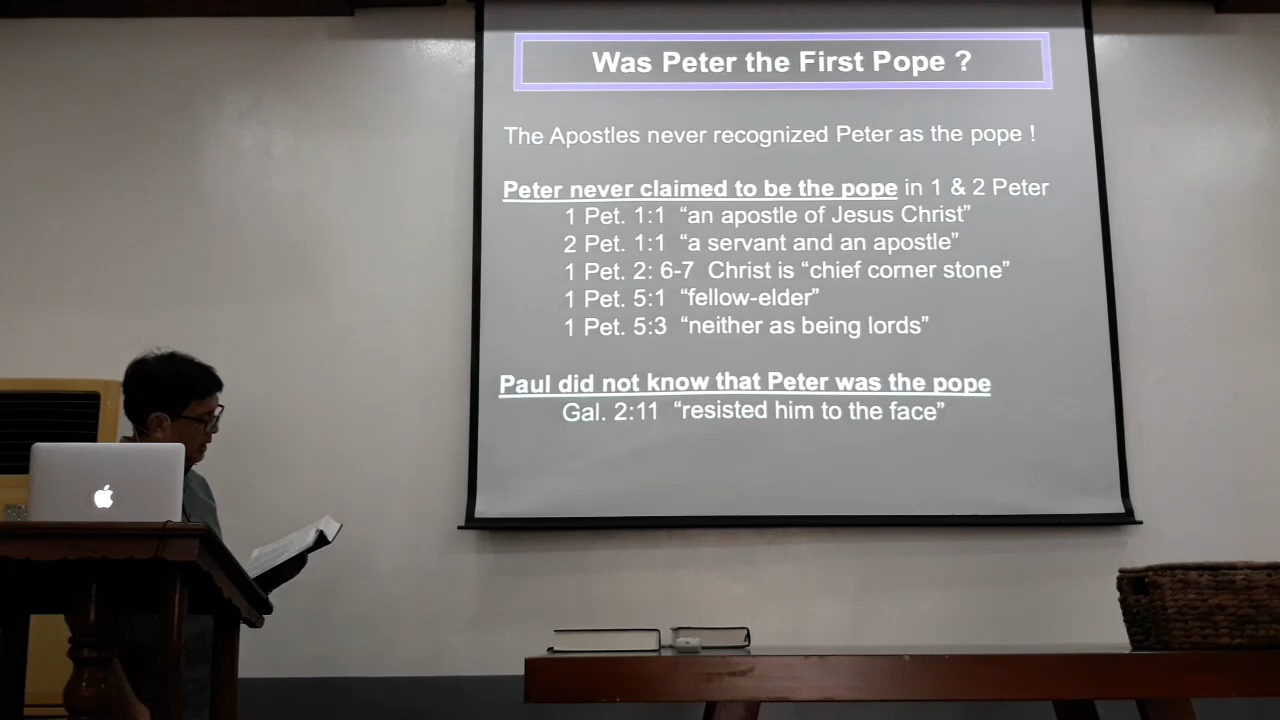 Was Peter the First Pope ?
The Apostles never recognized Peter as the pope !
Peter never claimed to be the pope in 1 & 2 Peter
1 Pet. 1:1 “an apostle of Jesus Christ”
2 Pet. 1:1 “a servant and an apostle”
1 Pet. 2: 6-7 Christ is “chief corner stone”
1 Pet. 5:1 “fellow-elder”
1 Pet. 5:3 “neither as being lords”
Paul did not know that Peter was the pope
Gal. 2:11 “resisted him to the face”